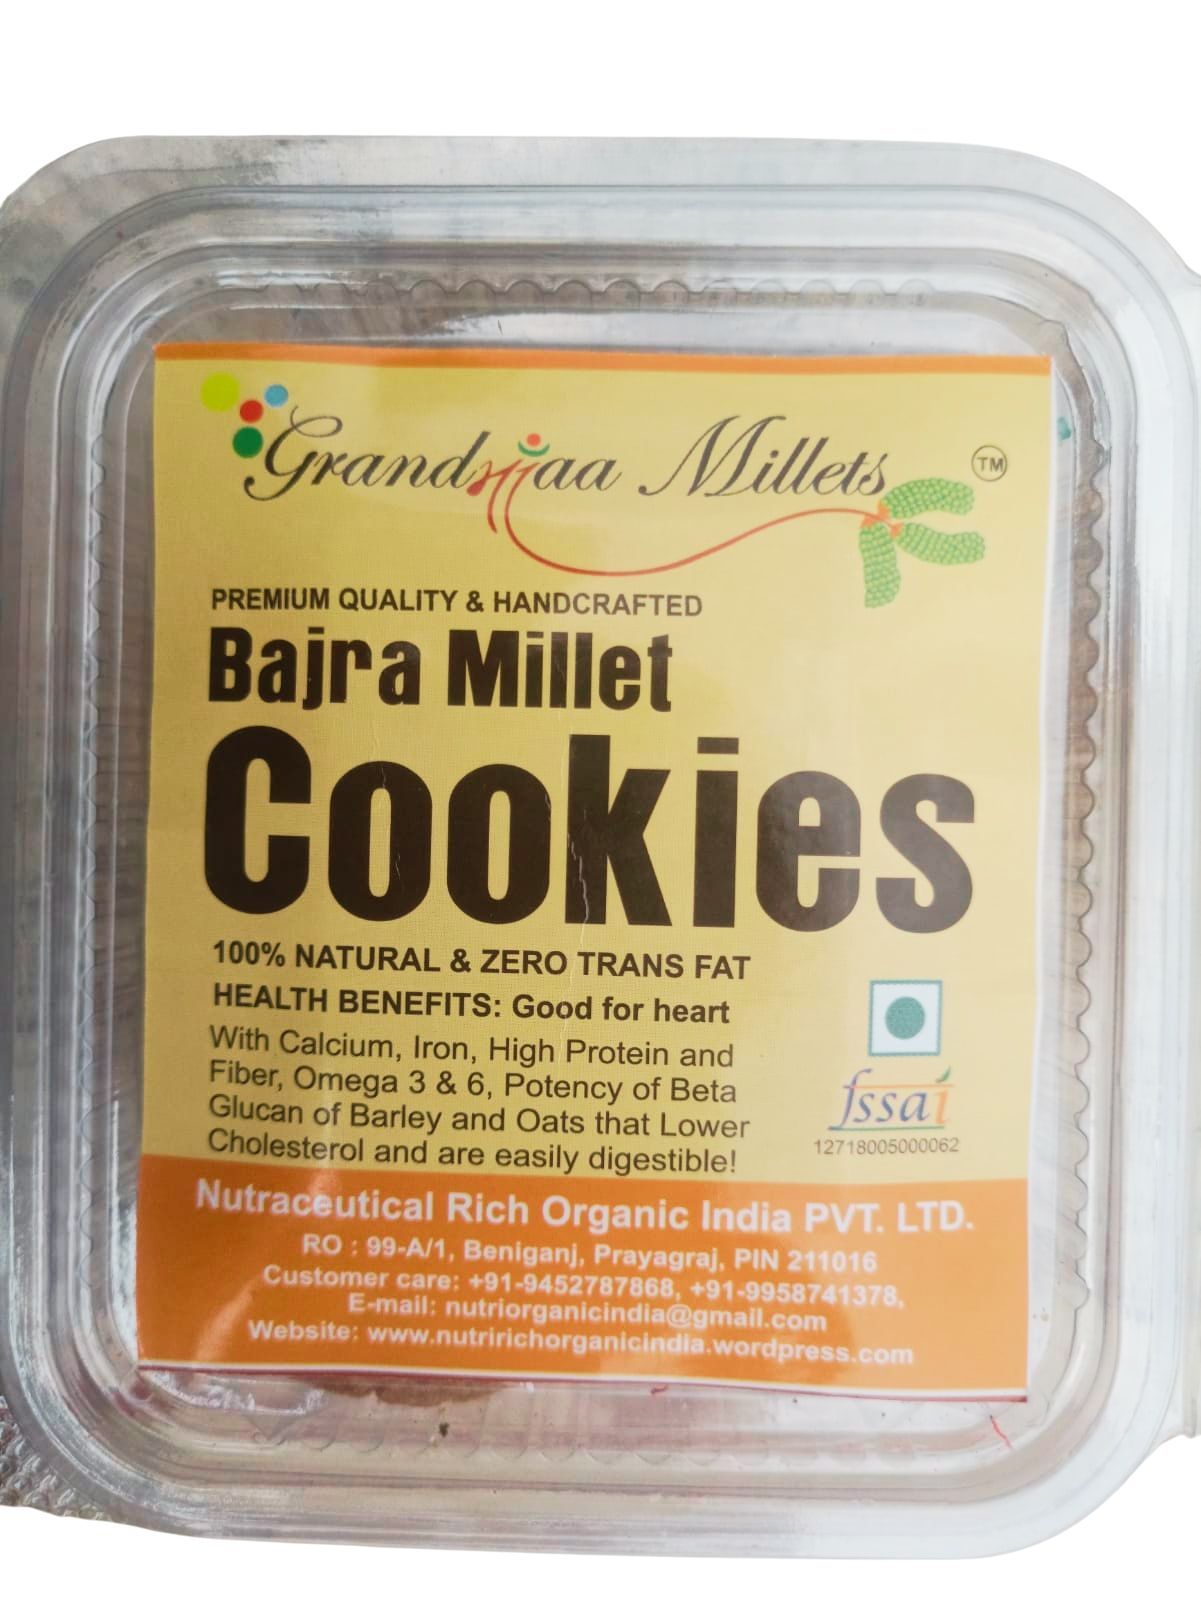 Grandmaa Millets TM
PREMIUM QUALITY & HANDCRAFTED
Bajra Millet
Cookies
100% NATURAL & ZERO TRANS FAT
HEALTH BENEFITS: Good for heart
With Calcium, Iron, High Protein and
Fiber, Omega 3 & 6, Potency of Beta
Glucan of Barley and Oats that Lower
Cholesterol and are easily digestible!
fssai
12718005000062
Nutraceutical Rich Organic India PVT. LTD.
RO : 99-A/1, Beniganj, Prayagraj, PIN 211016
Customer care: +91-9452787868, +91-9958741378,
E-mail: nutriorganicindia@gmail.com
Website: www.nutririchorganicindia.wordpress.com